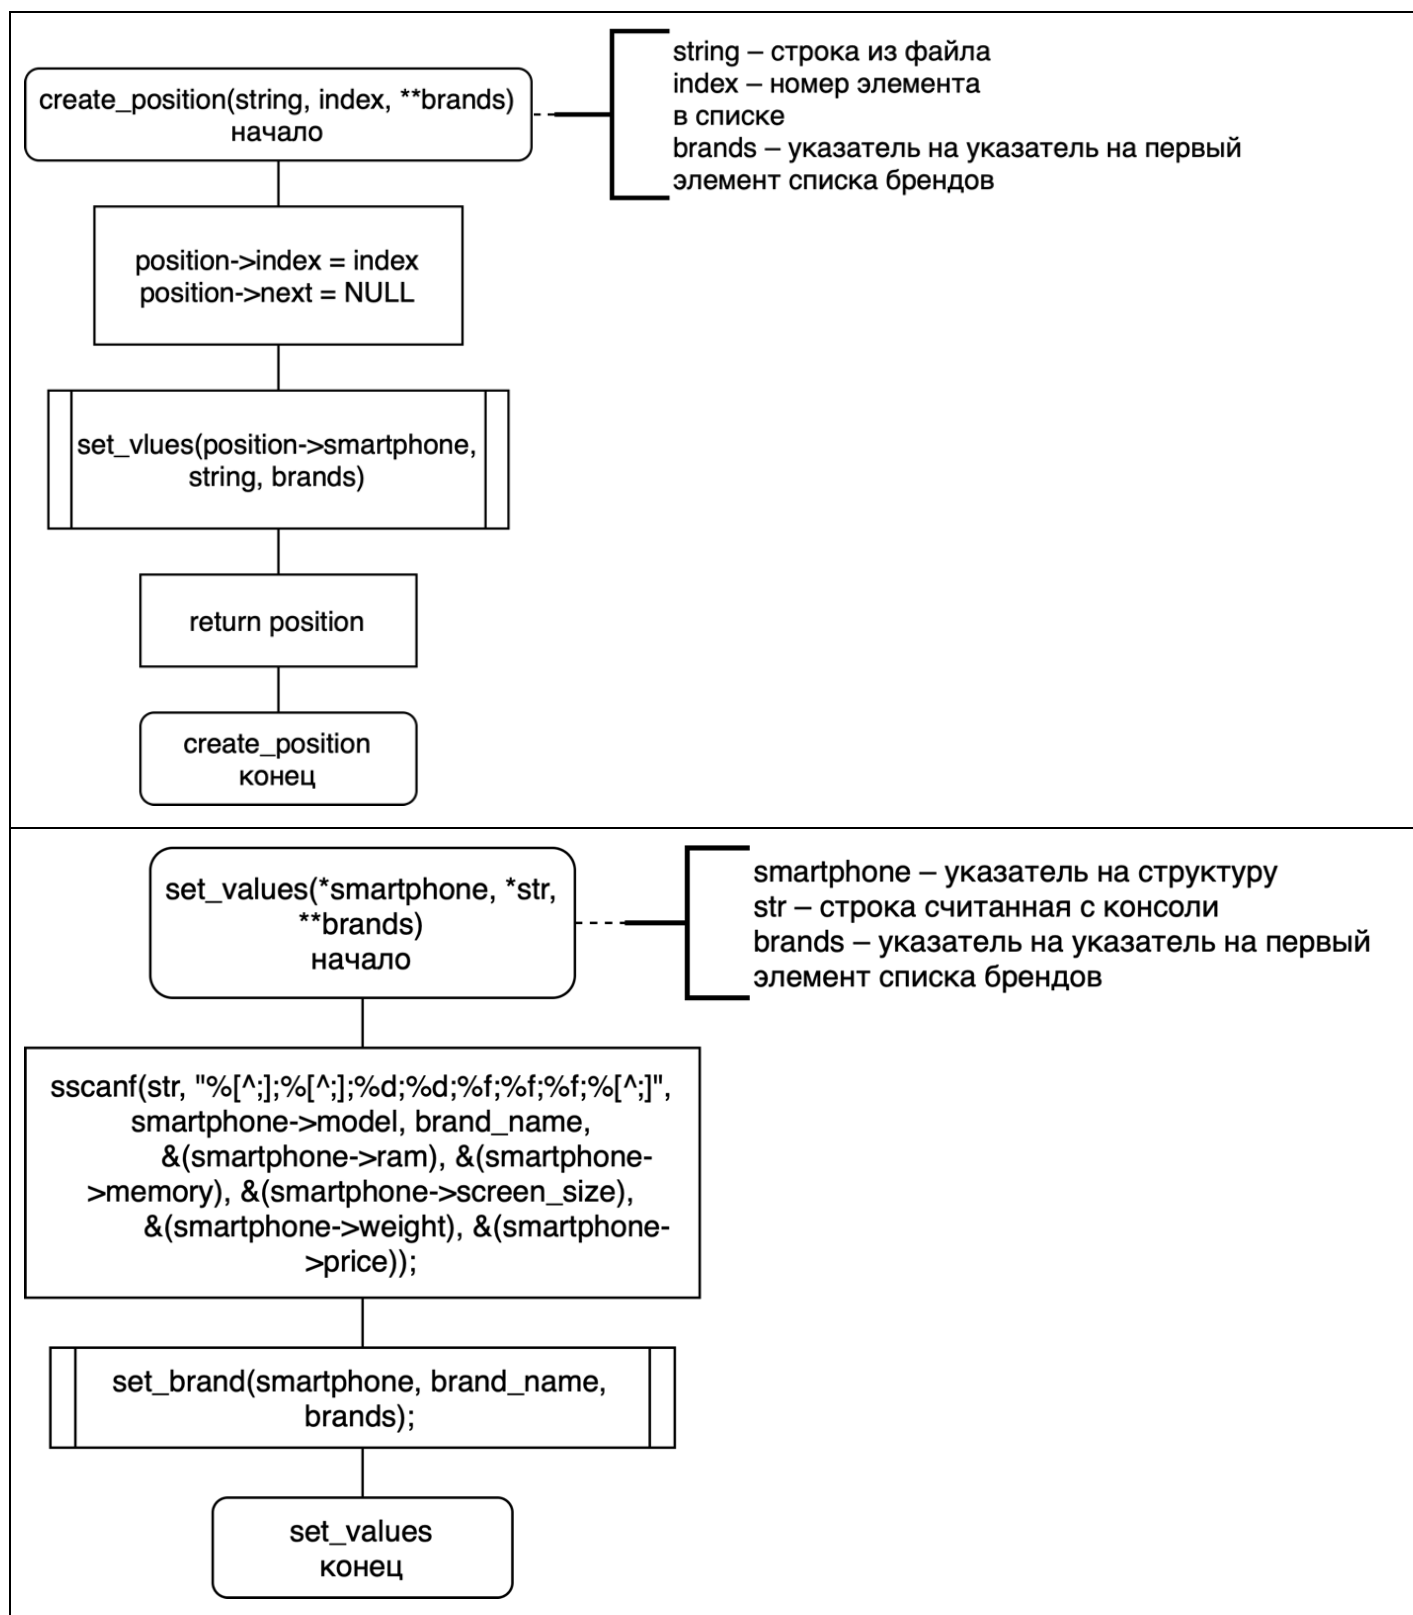 create_position(string, index, **brands)
начало
string – строка из файла
index – номер элемента
в списке
brands – указатель на указатель на первый
элемент списка брендов
position->index = index
position->next = NULL
set_vlues(position->smartphone,
string, brands)
return position
create_position
конец
set_values(*smartphone, *str,
**brands)
начало
smartphone – указатель на структуру
str – строка считанная с консоли
brands – указатель на указатель на первый
элемент списка брендов
sscanf(str, "%[^;];%[^;];%d;%d;%f;%f;%f;%[^;]",
smartphone->model, brand_name,
&(smartphone->ram), &(smartphone-
>memory), &(smartphone->screen_size),
&(smartphone->weight), &(smartphone-
>price));
set_brand(smartphone, brand_name,
brands);
set_values
конец